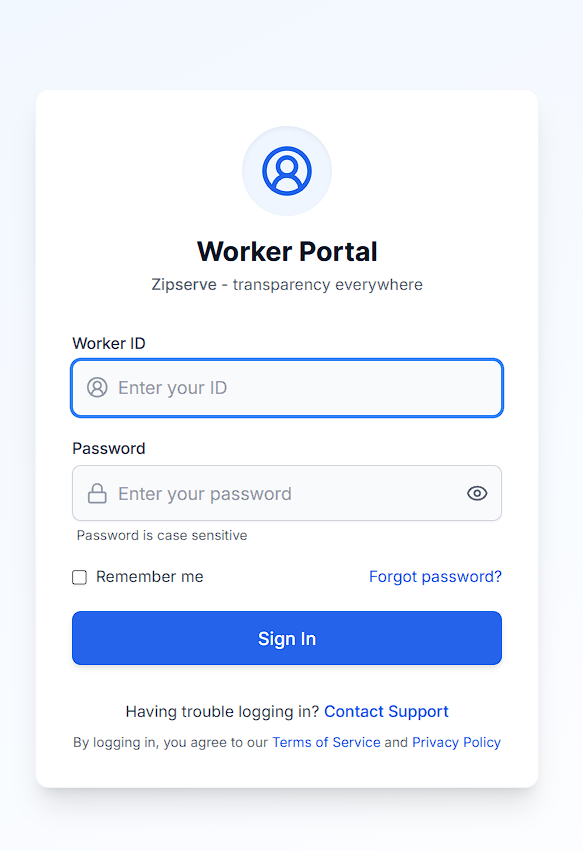 Worker Portal
Zipserve - transparency everywhere
Worker ID
Enter your ID
Password
Enter your password
Password is case sensitive
Remember me Forgot password?
Sign In
Having trouble logging in? Contact Support
By logging in, you agree to our Terms of Service and Privacy Policy